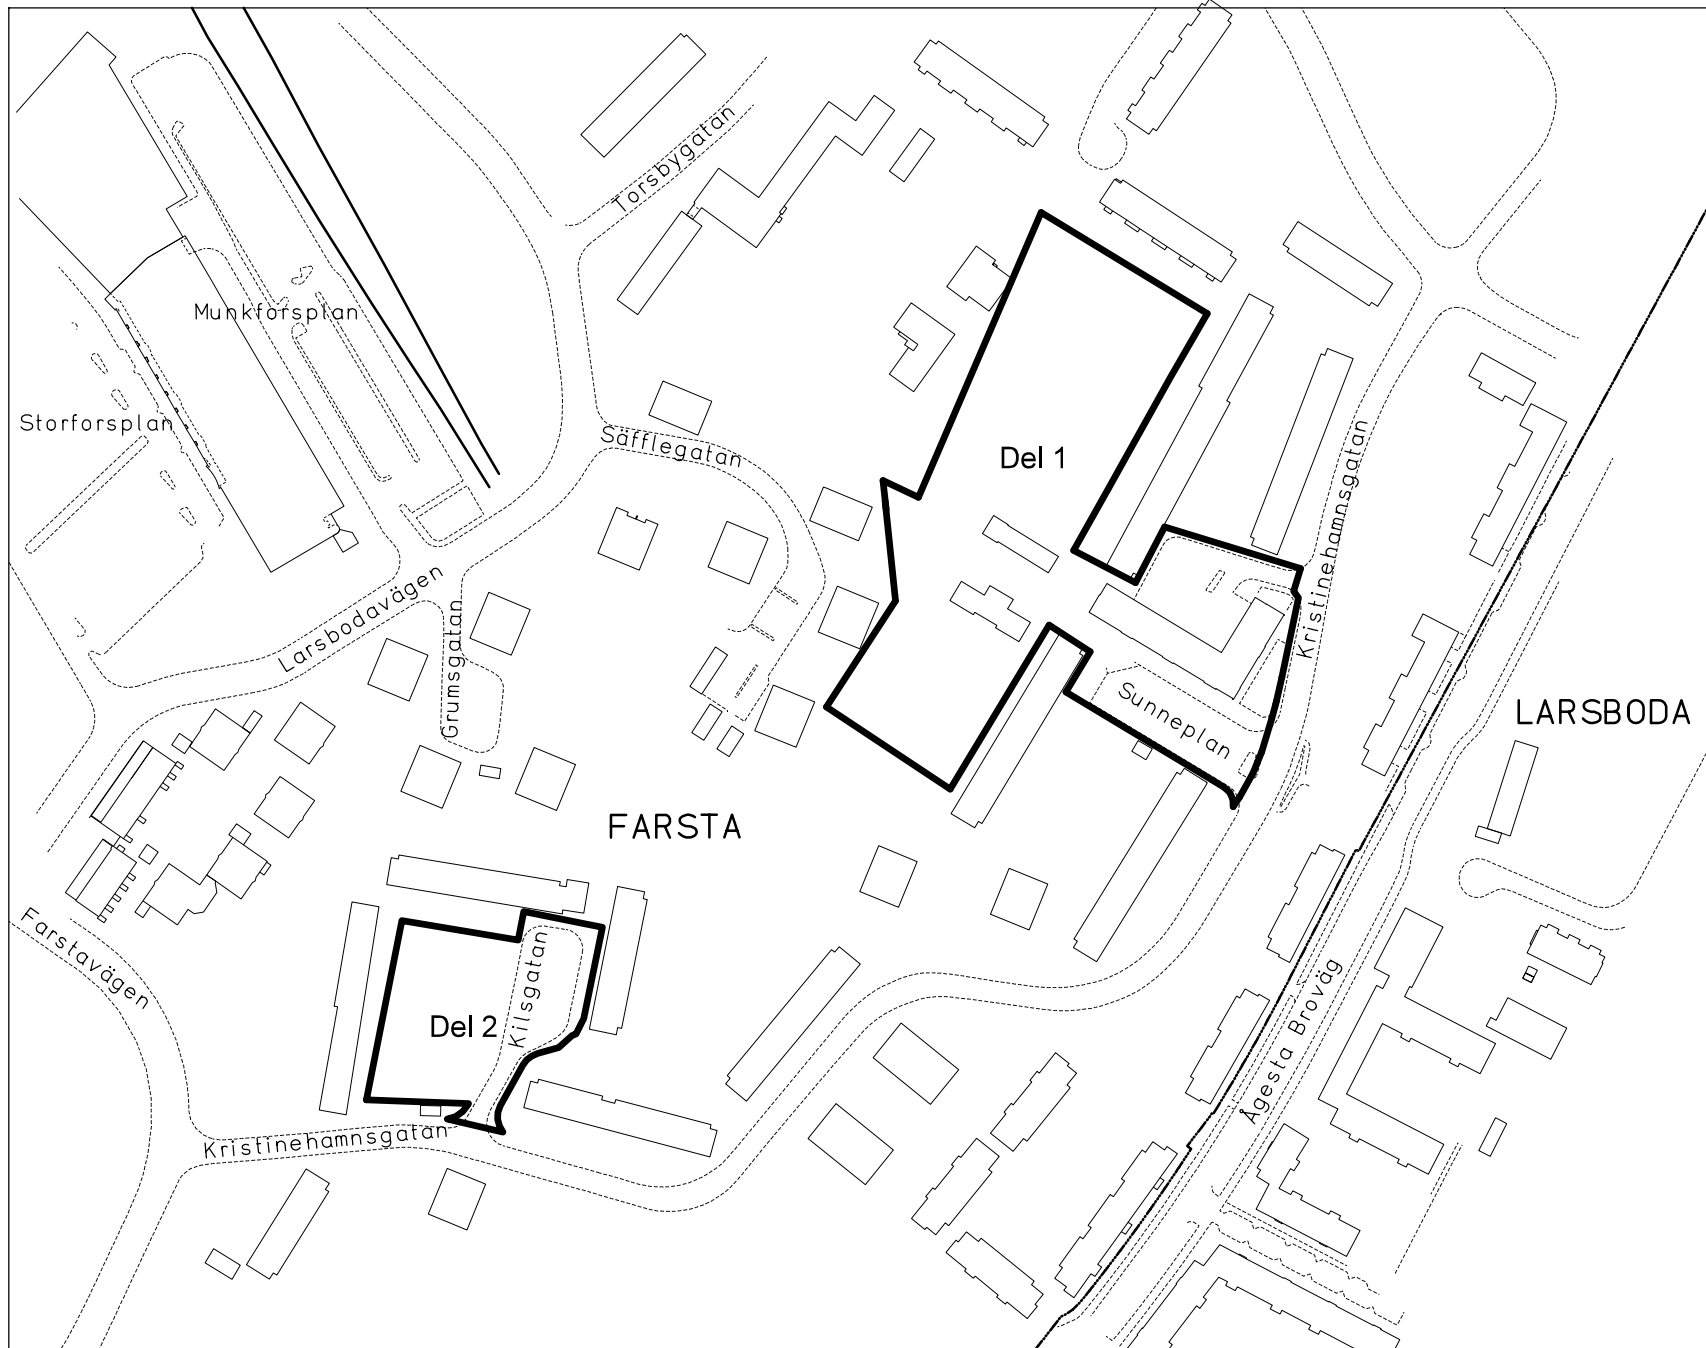 Torsbygatan
Munkforsplan
Storforsplan
Säfflegatan
Del 1
Kristinehamnsgatan
Larsbodavägen
Grumsgatan
Sunneplan
LARSBODA
FARSTA
Farstavägen
Kilsgatan
Del 2
Ågesta Broväg
Kristinehamnsgatan